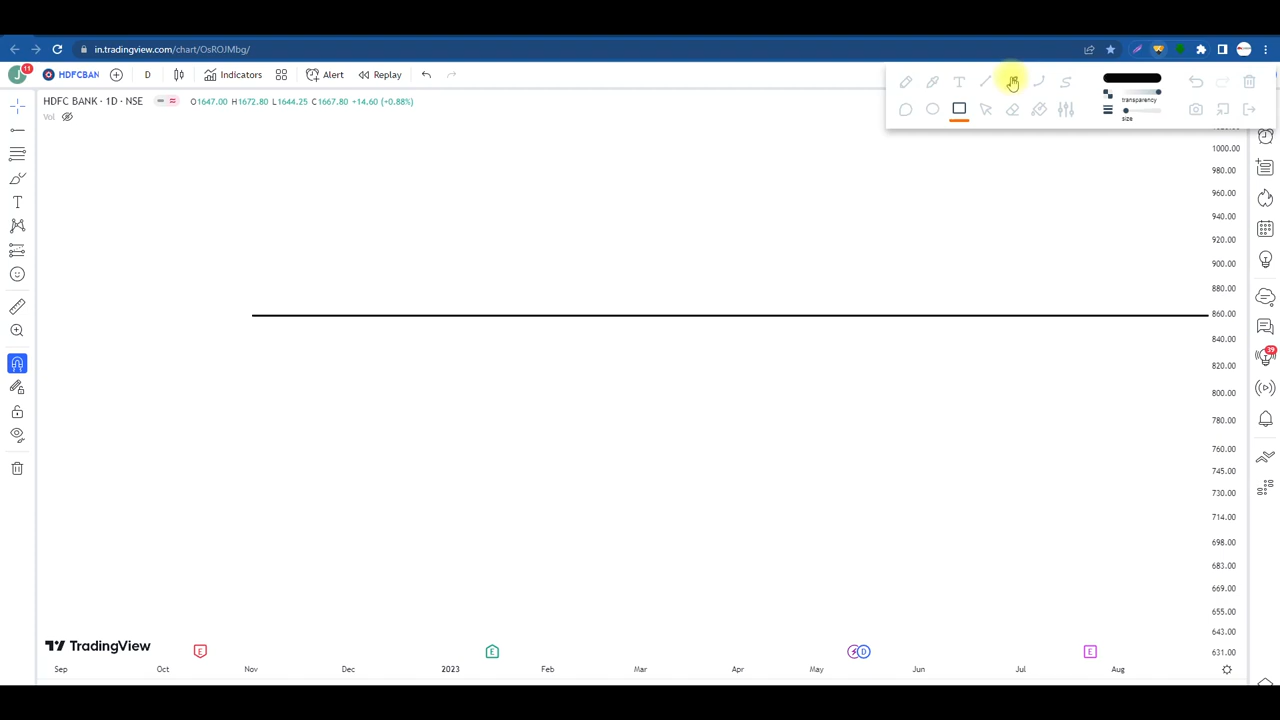 in.tradingview.com/chart/OsROJMbg/
J 11 HDFCBAN D Indicators Alert Replay
HDFC BANK · 1D · NSE O1647.00 H1672.80 L1644.25 C1667.80 +14.60 (+0.88%)
Vol
T
transparency
size
1000.00
980.00
960.00
940.00
920.00
900.00
880.00
860.00
840.00
820.00
800.00
780.00
760.00
745.00
730.00
714.00
698.00
683.00
669.00
655.00
643.00
631.00
39
TradingView
E E D E
Sep Oct Nov Dec 2023 Feb Mar Apr May Jun Jul Aug